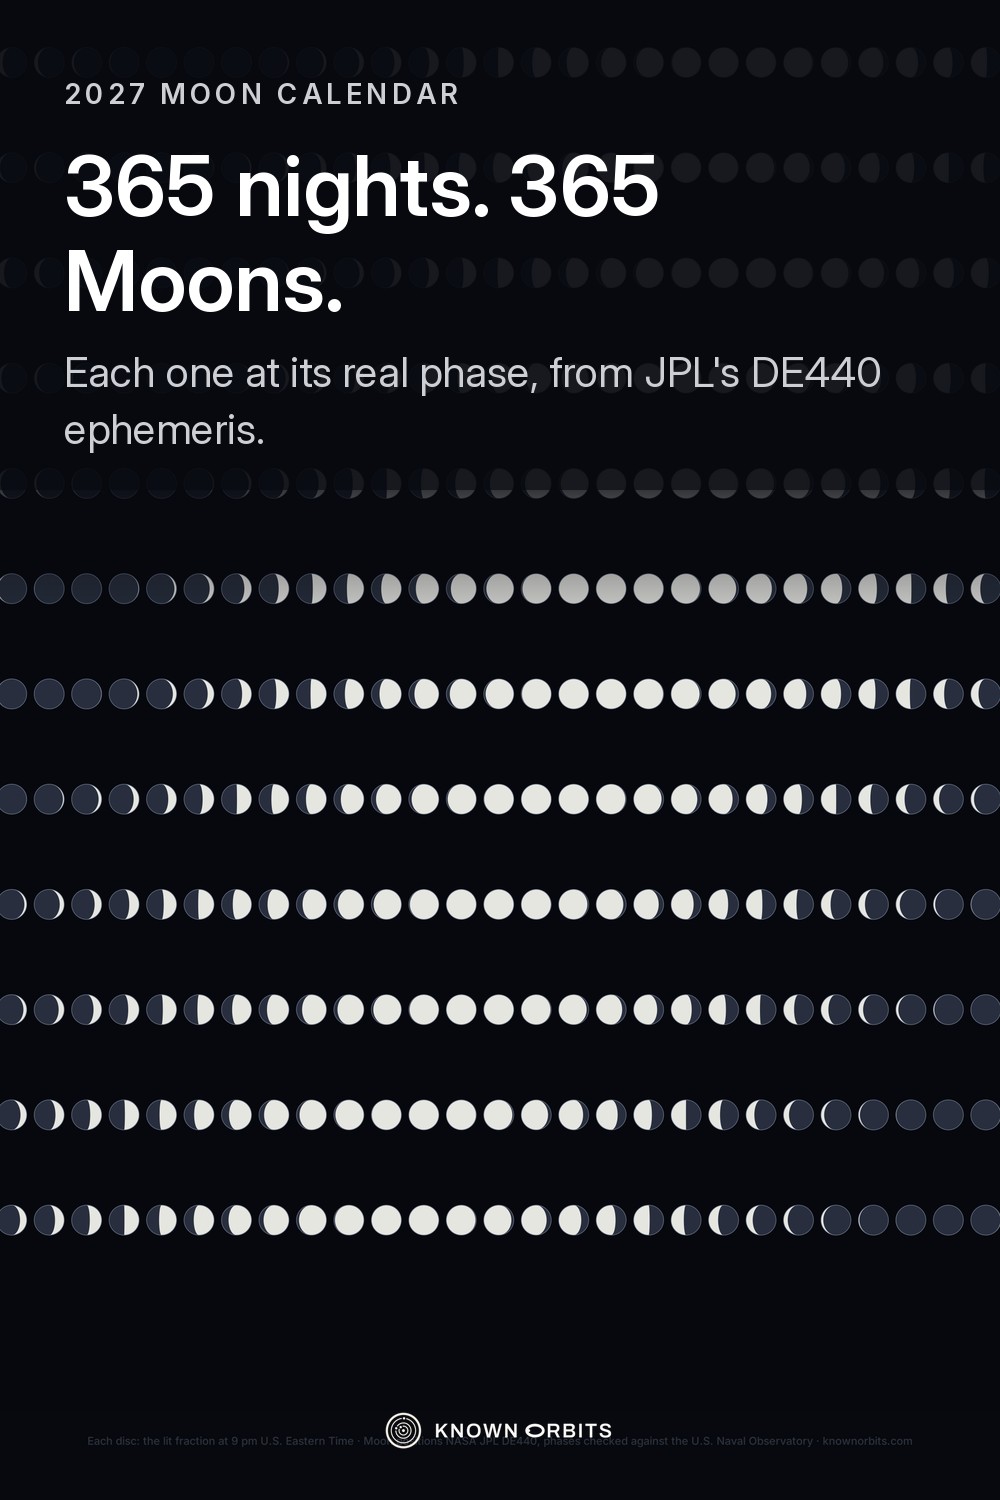 2027 MOON CALENDAR
365 nights. 365
Moons.
Each one at its real phase, from JPL's DE440
ephemeris.
KNOWN ORBITS
Each disc: the lit fraction at 9 pm U.S. Eastern Time · NASA JPL DE440, phases checked against the U.S. Naval Observatory · knownorbits.com